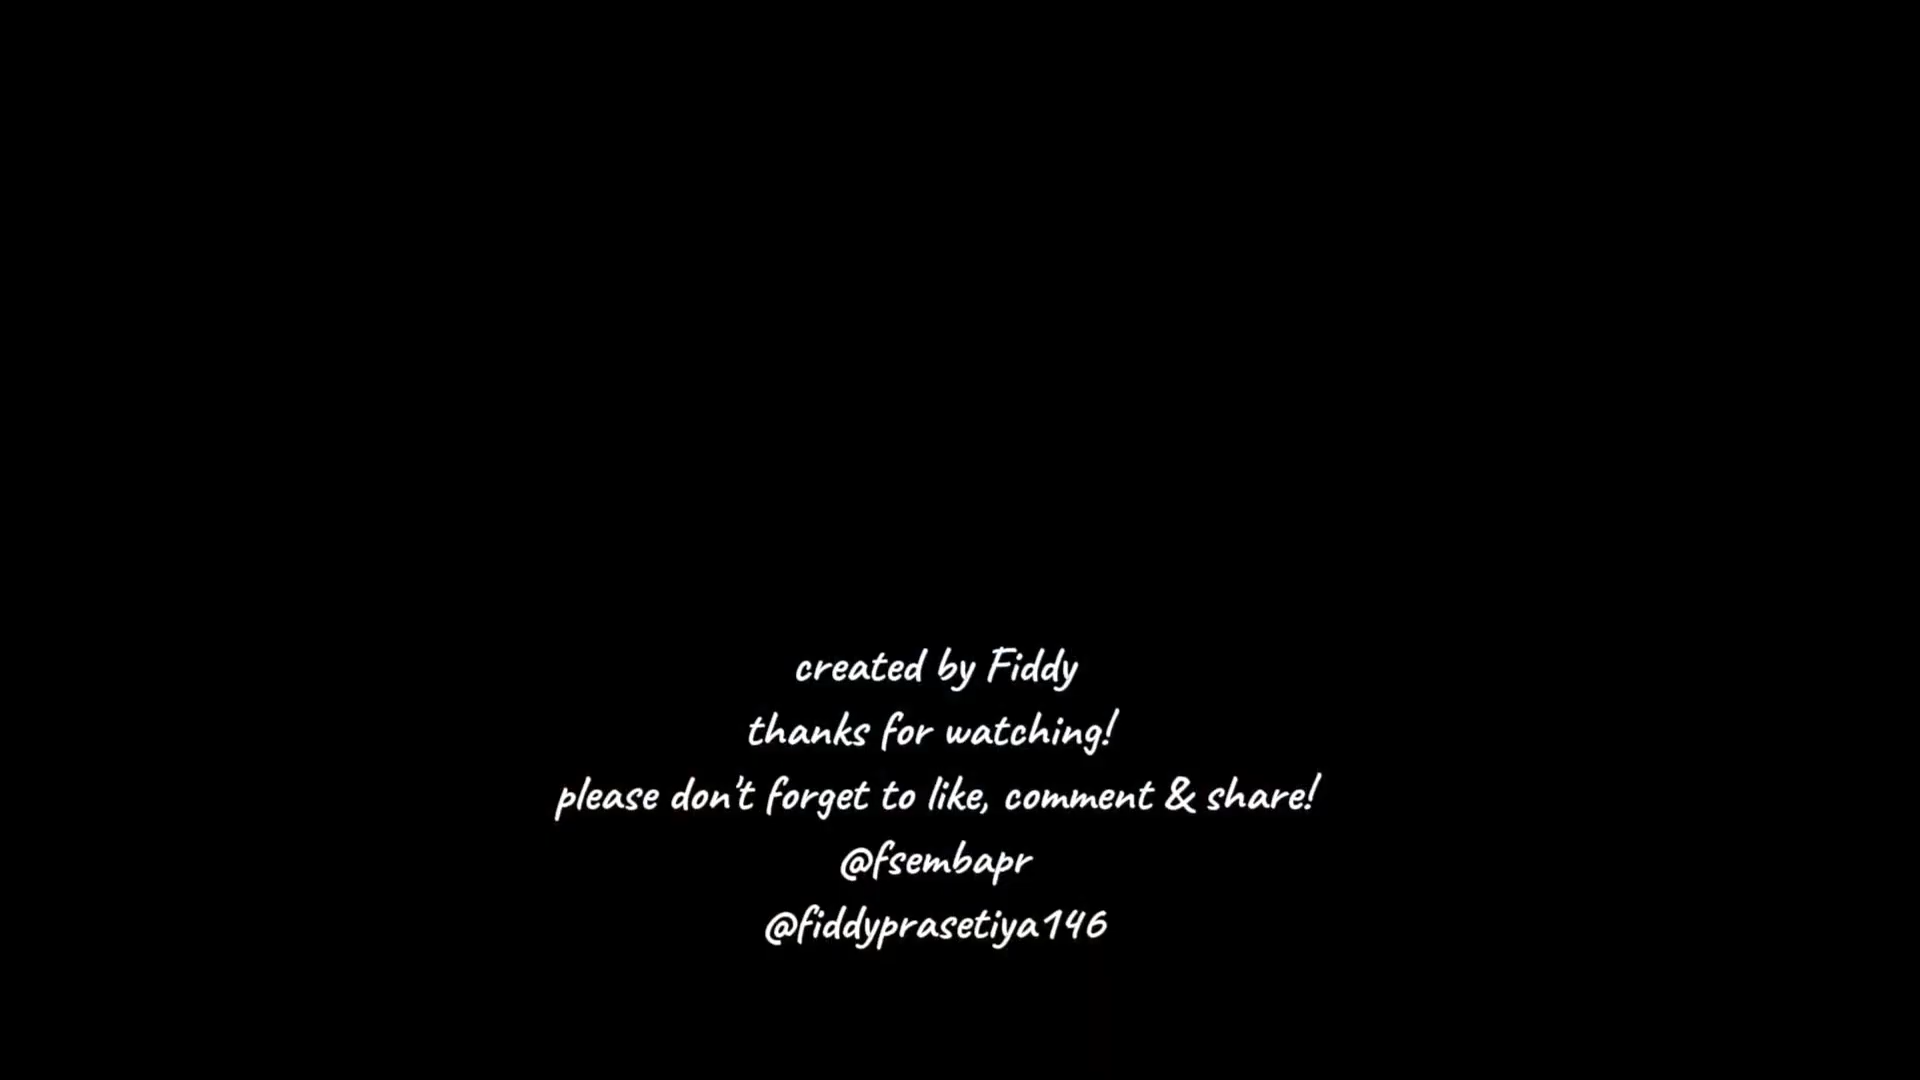 created by Fiddy
thanks for watching!
please don't forget to like, comment & share!
@fsembapr
@fiddyprasetiya146